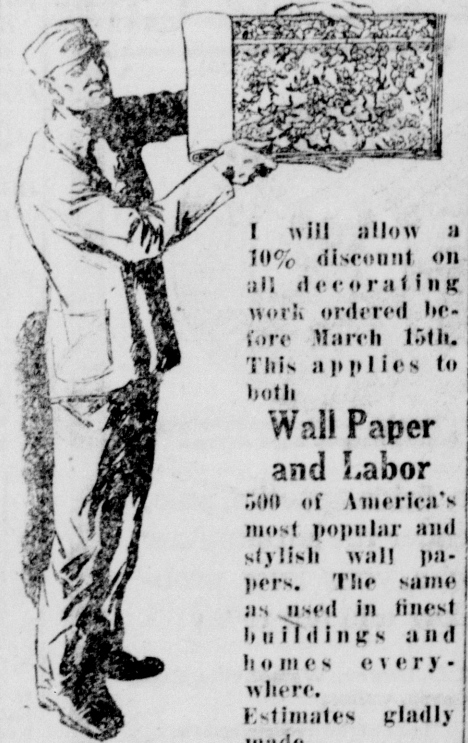 I will allow a
10% discount on
all decorating
work ordered be-
fore March 15th.
This applies to
both
Wall Paper
and Labor
500 of America's
most popular and
stylish wall pa-
pers. The same
as used in finest
buildings and
homes every-
where.
Estimates gladly
made